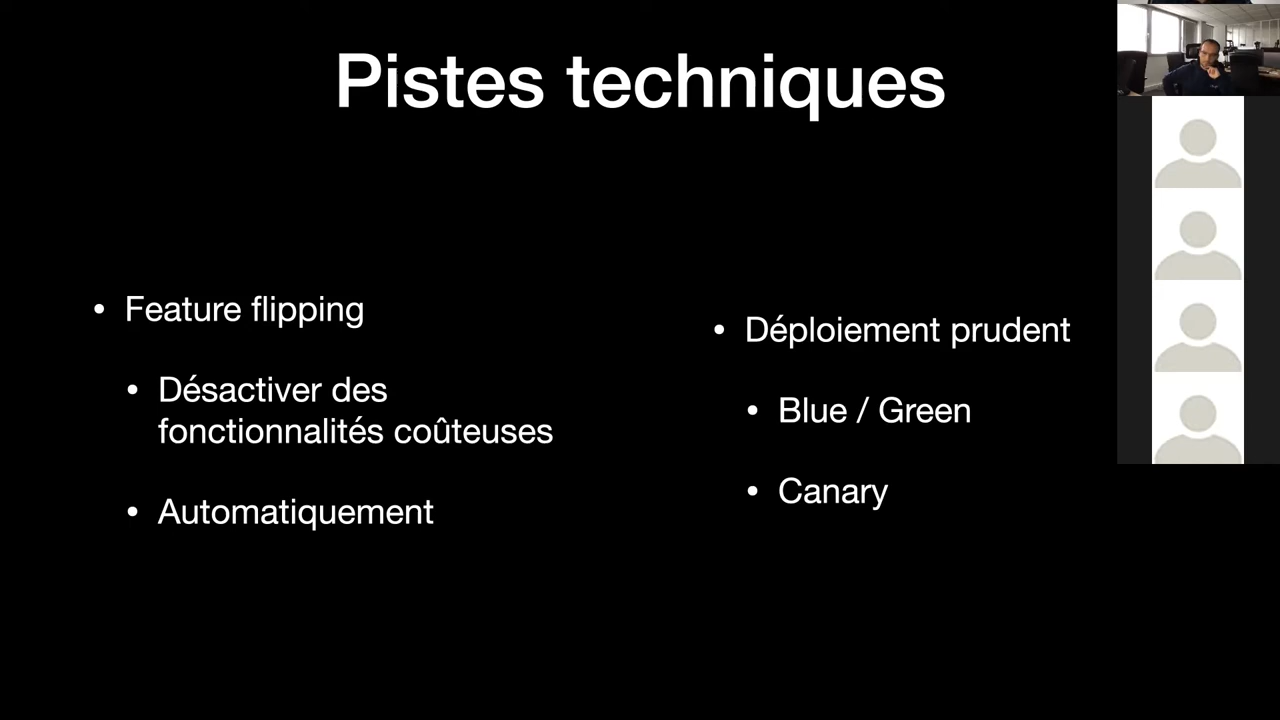 Pistes techniques
• Feature flipping
• Désactiver des
fonctionnalités coûteuses
• Automatiquement
• Déploiement prudent
• Blue / Green
• Canary